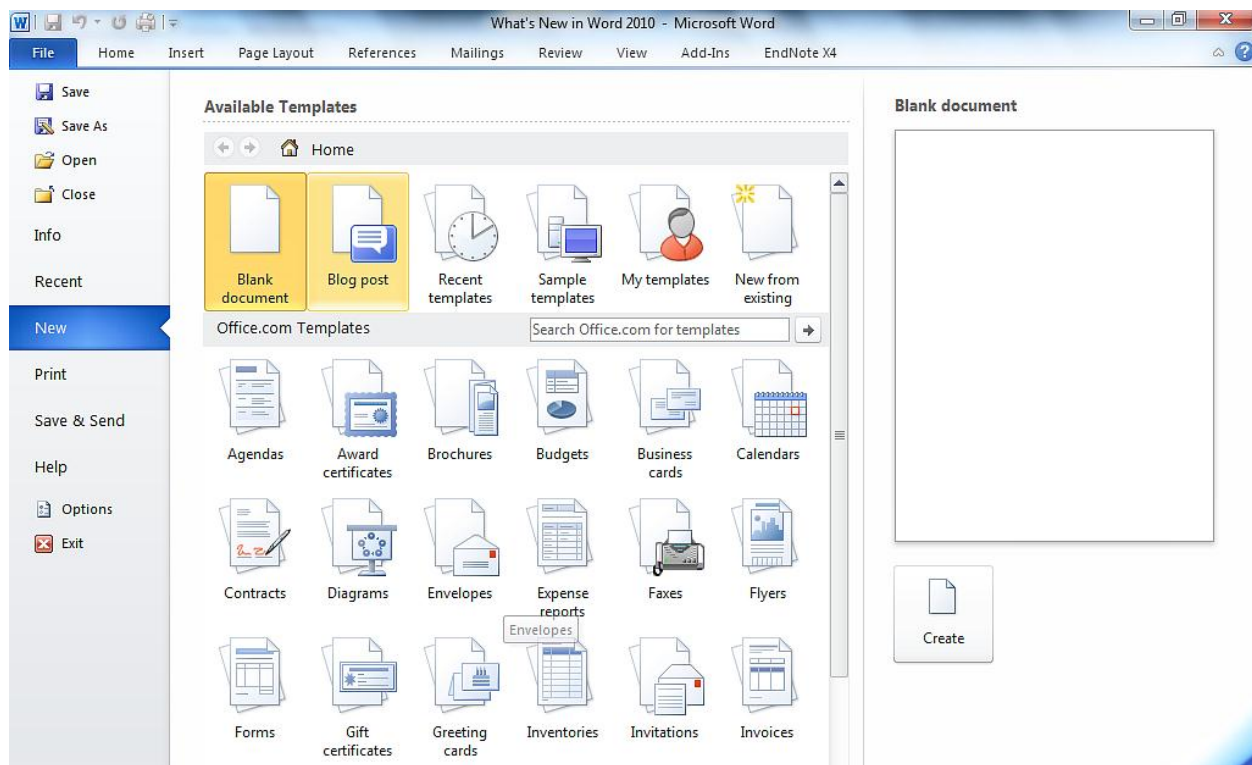 What's New in Word 2010 - Microsoft Word
File Home Insert Page Layout References Mailings Review View Add-Ins EndNote X4
Save
Save As
Open
Close
Info
Recent
New
Print
Save & Send
Help
Options
Exit
Available Templates
Home
Blank document
Blog post
Recent templates
Sample templates
My templates
New from existing
Office.com Templates
Search Office.com for templates
Agendas
Award certificates
Brochures
Budgets
Business cards
Calendars
Contracts
Diagrams
Envelopes
Expense reports
Faxes
Flyers
Envelopes
Forms
Gift certificates
Greeting cards
Inventories
Invitations
Invoices
Blank document
Create